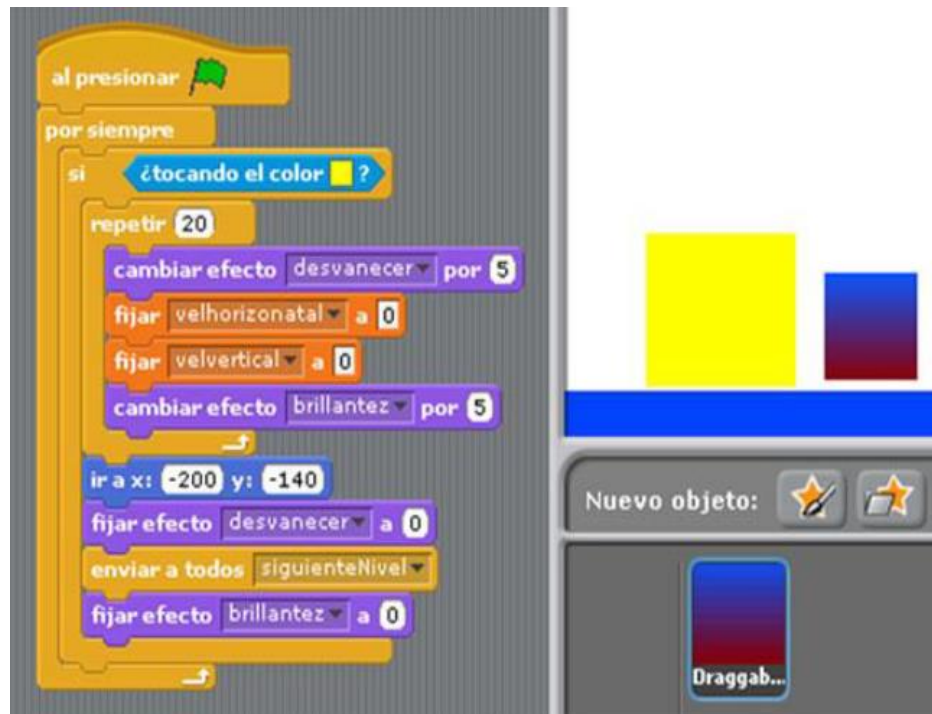 al presionar
por siempre
si ¿tocando el color ?
repetir 20
cambiar efecto desvanecer por 5
fijar velhorizonatal a 0
fijar velvertical a 0
cambiar efecto brillantez por 5
ir a x: -200 y: -140
fijar efecto desvanecer a 0
enviar a todos siguienteNivel
fijar efecto brillantez a 0
Nuevo objeto:
Draggab...